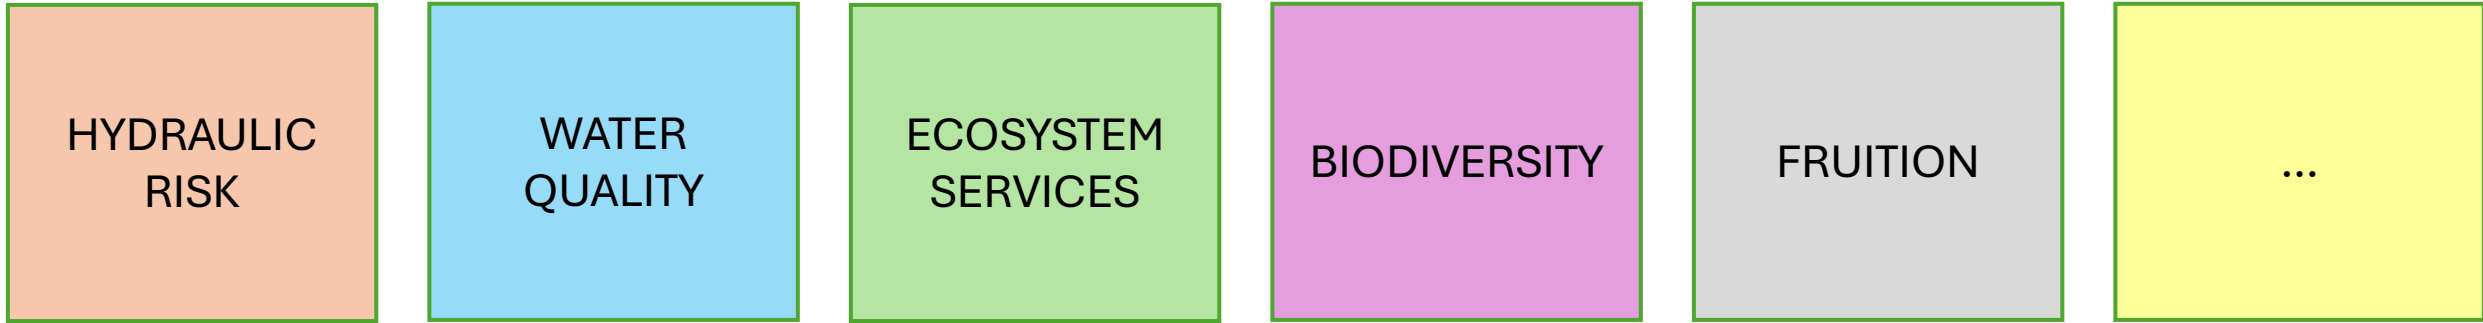 HYDRAULIC
RISK
WATER
QUALITY
ECOSYSTEM
SERVICES
BIODIVERSITY
FRUITION
...